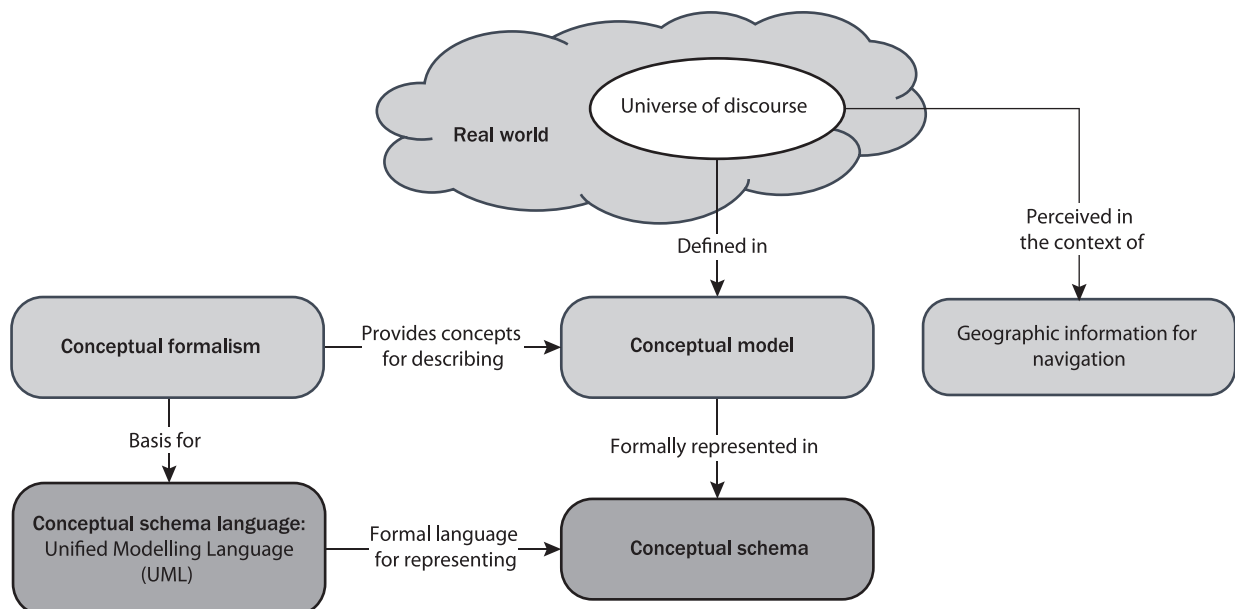 Universe of discourse
Real world
Perceived in
the context of
Defined in
Conceptual formalism
Provides concepts
for describing
Conceptual model
Geographic information for
navigation
Basis for
Formally represented in
Conceptual schema language:
Unified Modelling Language
(UML)
Formal language
for representing
Conceptual schema